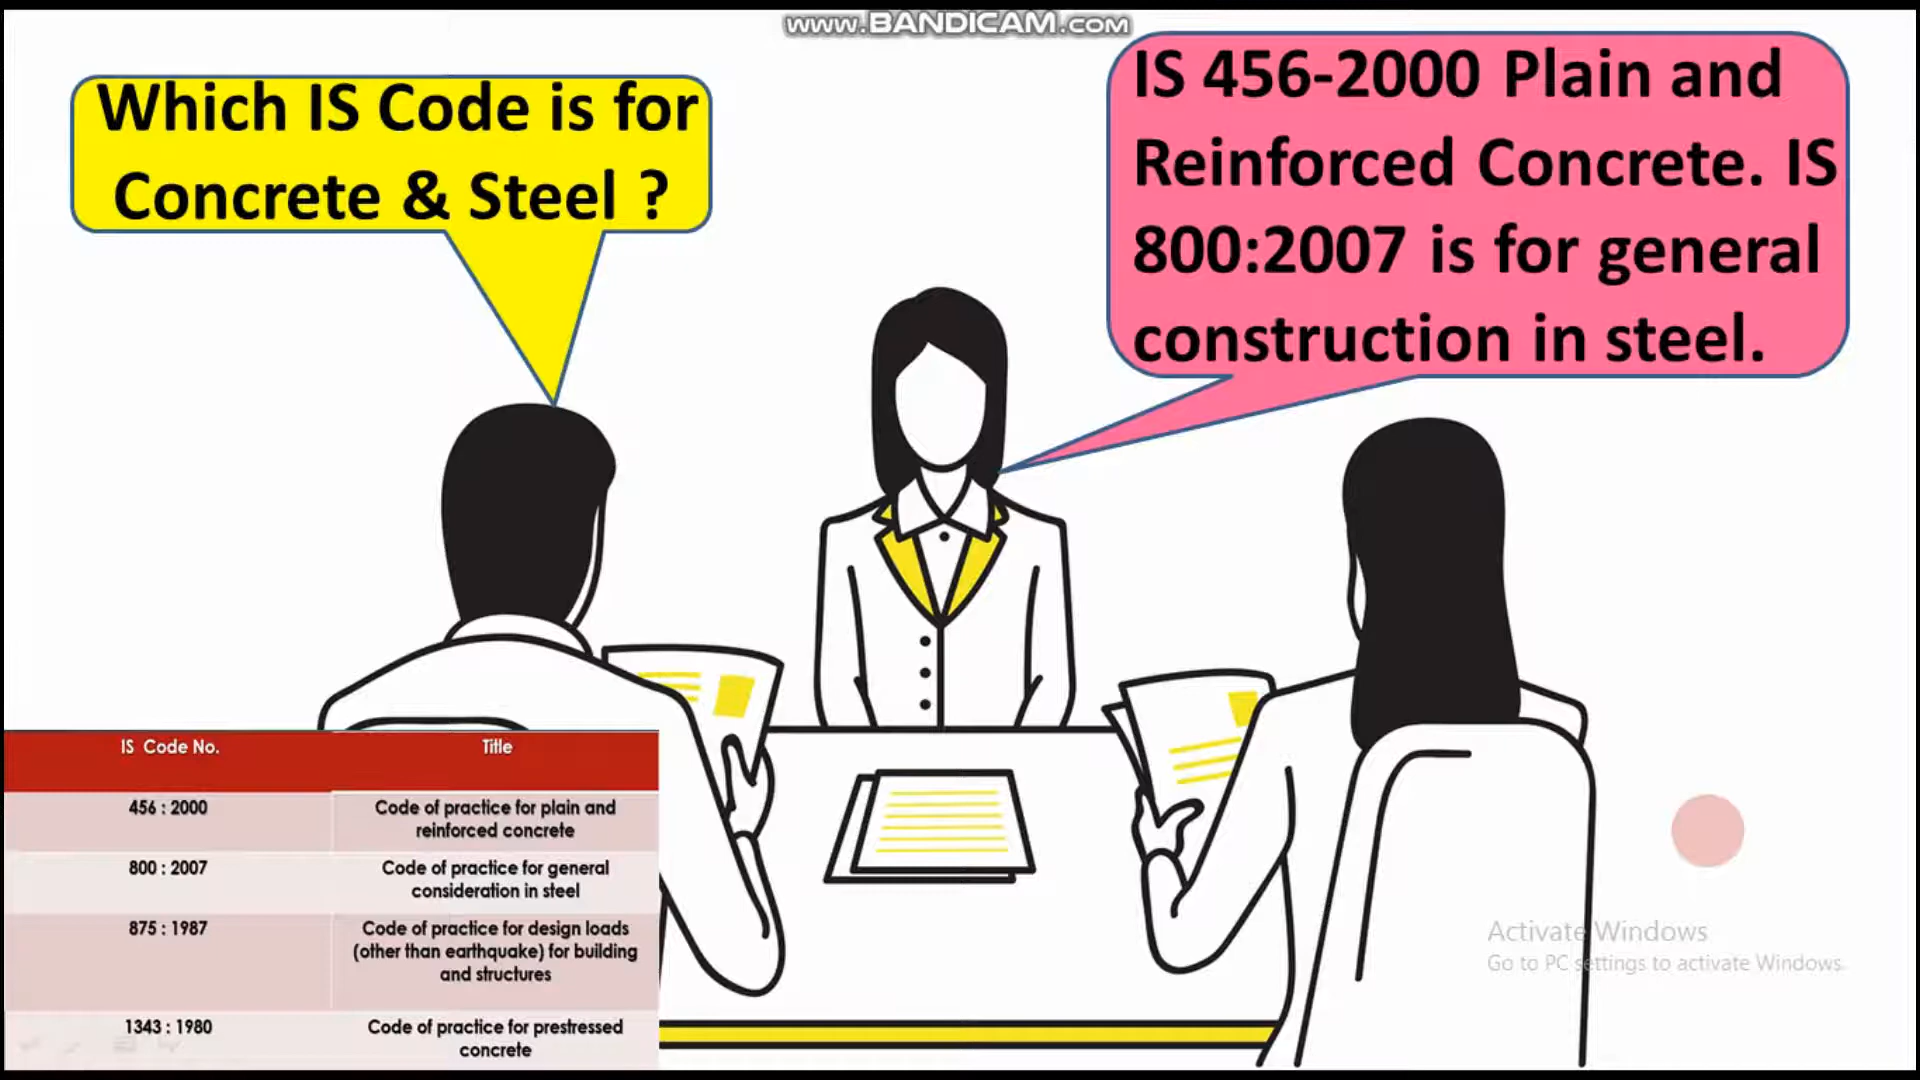 www.BANDICAM.com
Which IS Code is for
Concrete & Steel ?
IS 456-2000 Plain and
Reinforced Concrete. IS
800:2007 is for general
construction in steel.
IS Code No.
Title
456 : 2000
Code of practice for plain and
reinforced concrete
800 : 2007
Code of practice for general
consideration in steel
875 : 1987
Code of practice for design loads
(other than earthquake) for building
and structures
1343 : 1980
Code of practice for prestressed
concrete
Activate Windows
Go to PC settings to activate Windows.